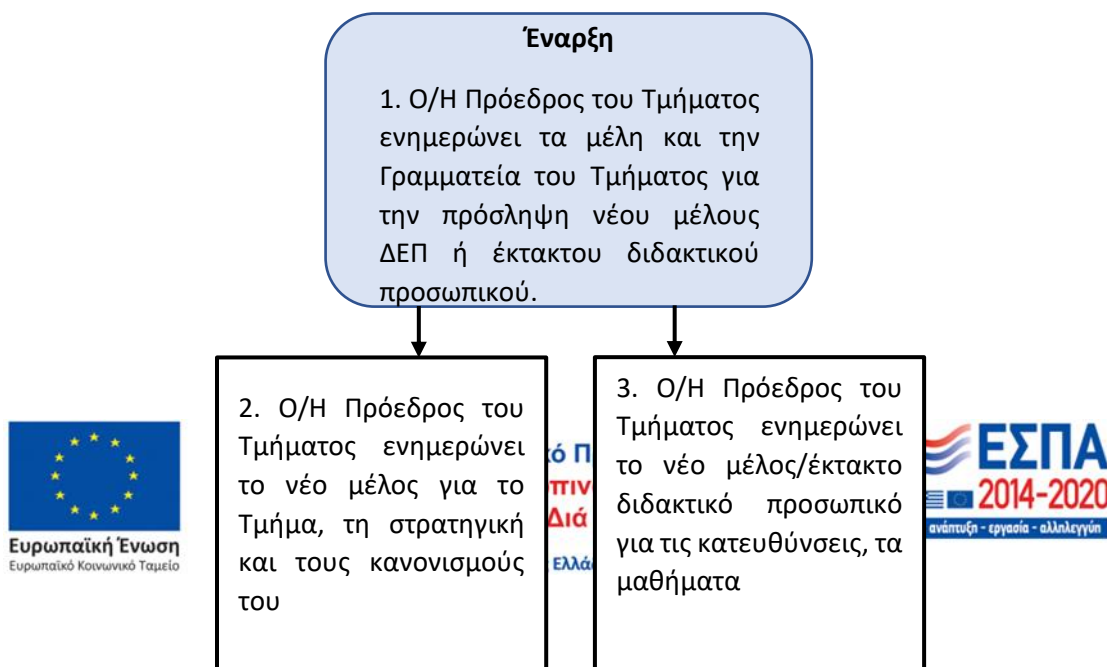 Έναρξη
1. Ο/Η Πρόεδρος του Τμήματος
ενημερώνει τα μέλη και την
Γραμματεία του Τμήματος για
την πρόσληψη νέου μέλους
ΔΕΠ ή έκτακτου διδακτικού
προσωπικού.
2. Ο/Η Πρόεδρος του
Τμήματος ενημερώνει
το νέο μέλος για το
Τμήμα, τη στρατηγική
και τους κανονισμούς
του
3. Ο/Η Πρόεδρος του
Τμήματος ενημερώνει
το νέο μέλος/έκτακτο
διδακτικό προσωπικό
για τις κατευθύνσεις, τα
μαθήματα
Ευρωπαϊκή Ένωση
Ευρωπαϊκό Κοινωνικό Ταμείο
Διά
ΕΣΠΑ
2014-2020
ανάπτυξη - εργασία - αλληλεγγύη